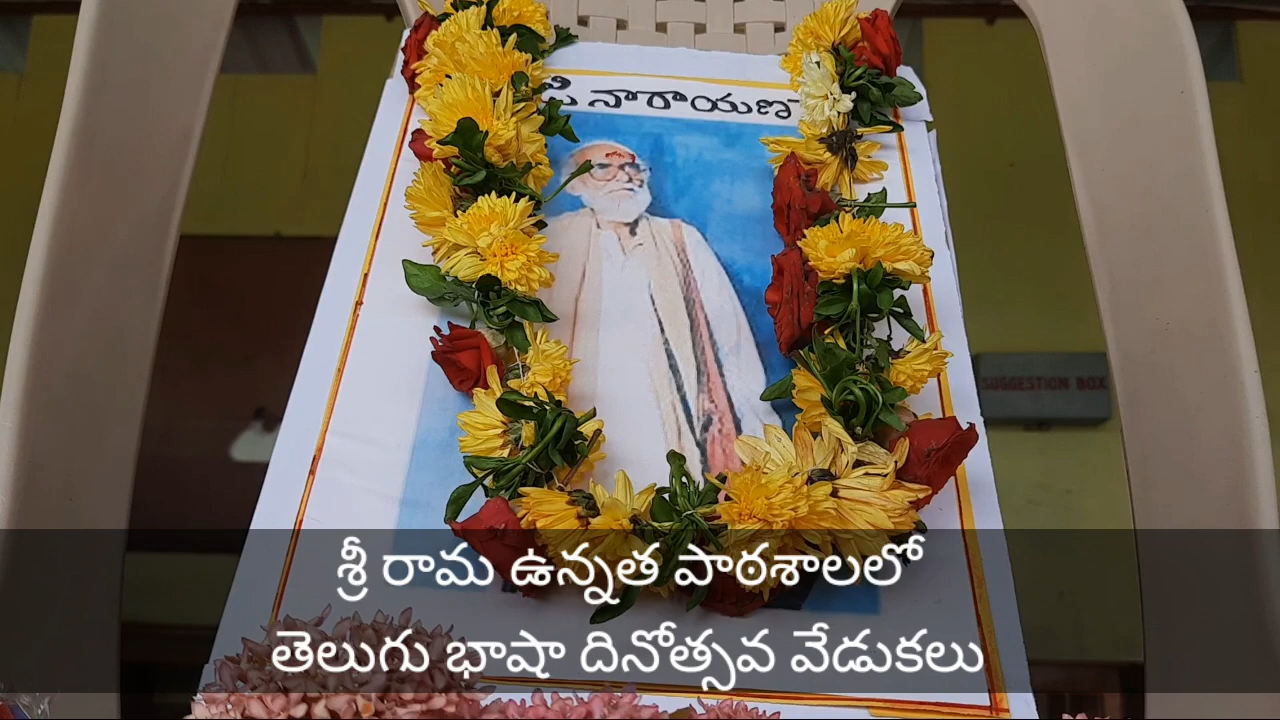 నారాయణ
SUGGESTION BOX
శ్రీ రామ ఉన్నత పాఠశాలలో
తెలుగు భాషా దినోత్సవ వేడుకలు